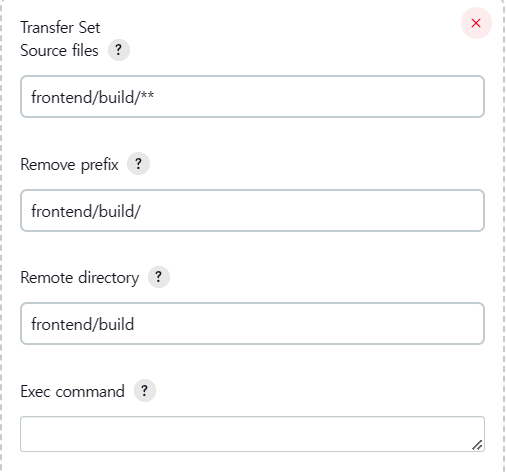 Transfer Set
Source files ?
frontend/build/**
Remove prefix ?
frontend/build/
Remote directory ?
frontend/build
Exec command ?